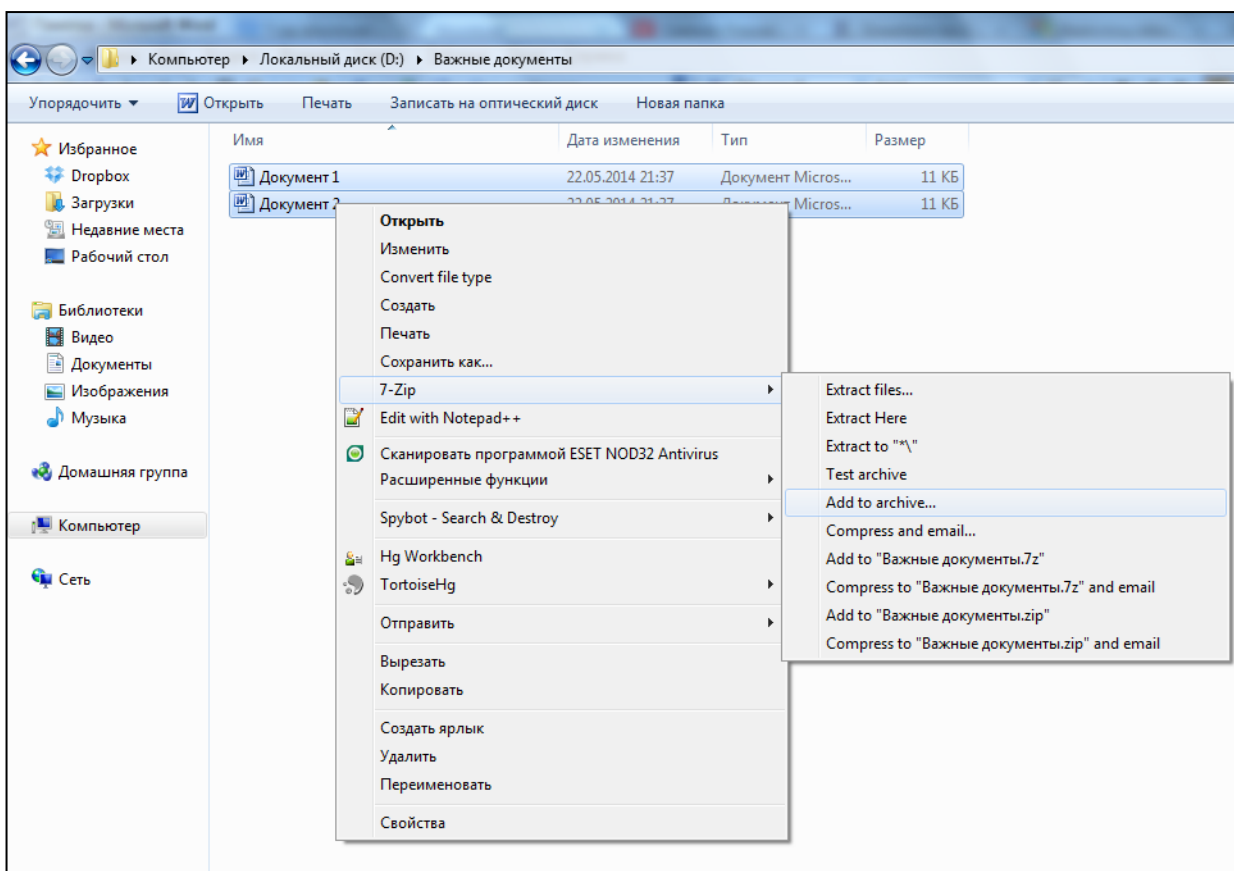 Компьютер ▸ Локальный диск (D:) ▸ Важные документы
Упорядочить Открыть Печать Записать на оптический диск Новая папка
Имя Дата изменения Тип Размер
Избранное
Dropbox
Загрузки
Недавние места
Рабочий стол
Библиотеки
Видео
Документы
Изображения
Музыка
Домашняя группа
Компьютер
Сеть
Документ 1 22.05.2014 21:37 Документ Micros... 11 КБ
Документ 2 22.05.2014 21:37 Документ Micros... 11 КБ
Открыть
Изменить
Convert file type
Создать
Печать
Сохранить как...
7-Zip
Edit with Notepad++
Сканировать программой ESET NOD32 Antivirus
Расширенные функции
Spybot - Search & Destroy
Hg Workbench
TortoiseHg
Отправить
Вырезать
Копировать
Создать ярлык
Удалить
Переименовать
Свойства
Extract files...
Extract Here
Extract to "*\"
Test archive
Add to archive...
Compress and email...
Add to "Важные документы.7z"
Compress to "Важные документы.7z" and email
Add to "Важные документы.zip"
Compress to "Важные документы.zip" and email